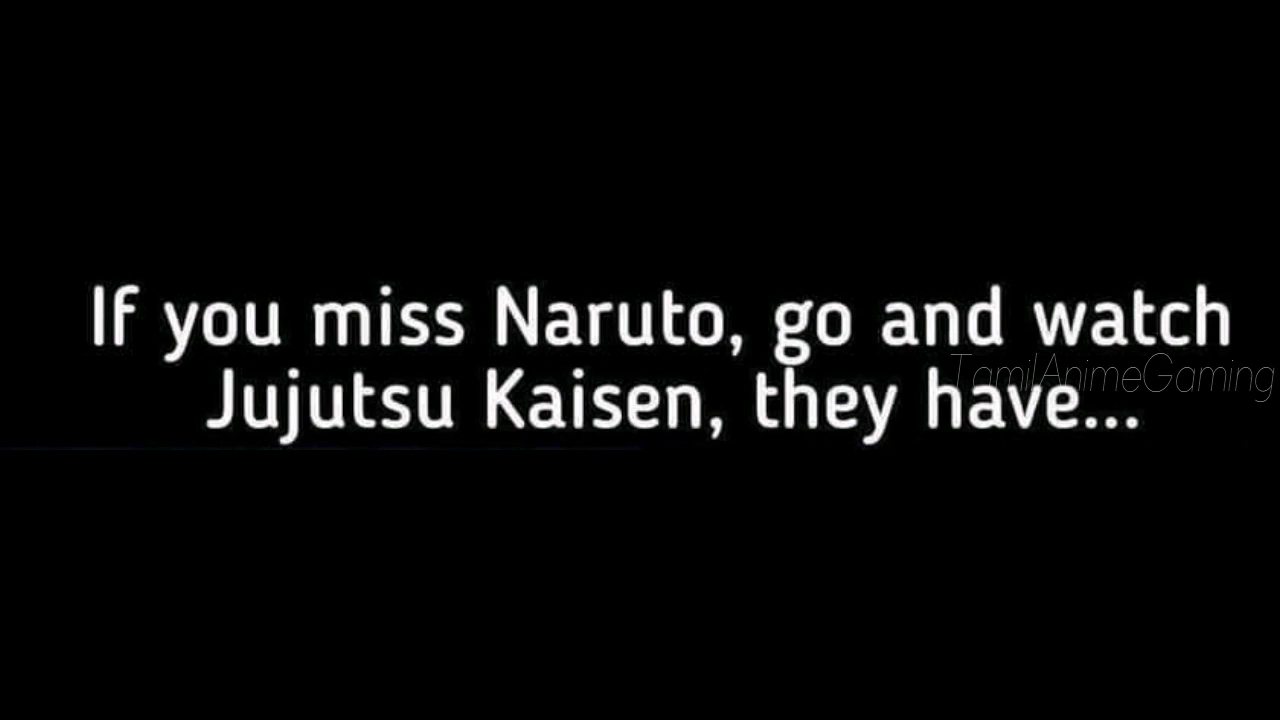 If you miss Naruto, go and watch
TamilAnimeGaming
Jujutsu Kaisen, they have...